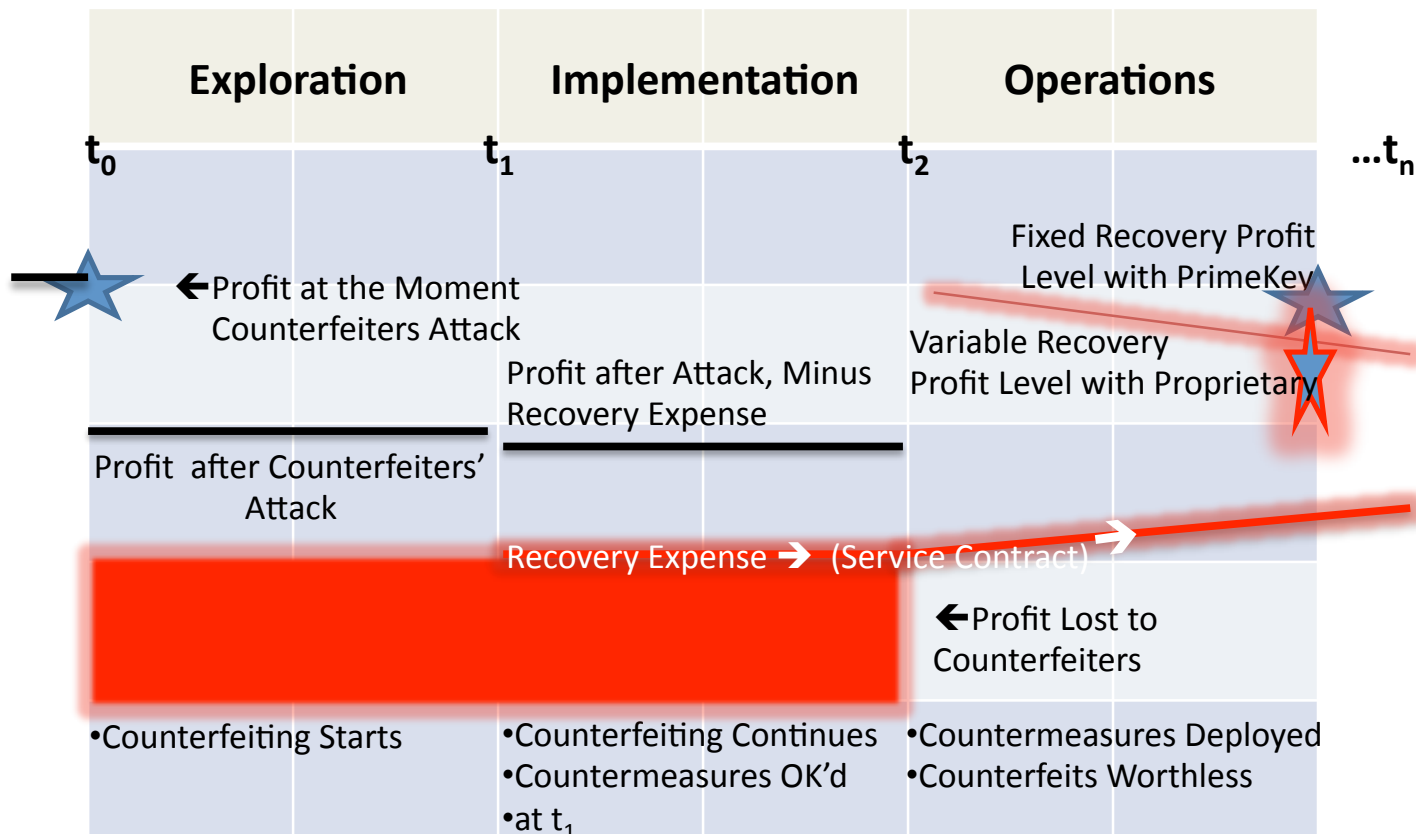 Exploration Implementation Operations
t₀ t₁ t₂ ...tₙ
🡸Profit at the Moment
Counterfeiters Attack
Fixed Recovery Profit
Level with PrimeKey
Variable Recovery
Profit Level with Proprietary
Profit after Attack, Minus
Recovery Expense
Profit after Counterfeiters’
Attack
Recovery Expense ➔ (Service Contract) ➔
🡸Profit Lost to
Counterfeiters
•Counterfeiting Starts
•Counterfeiting Continues
•Countermeasures OK’d
•at t₁
•Countermeasures Deployed
•Counterfeits Worthless